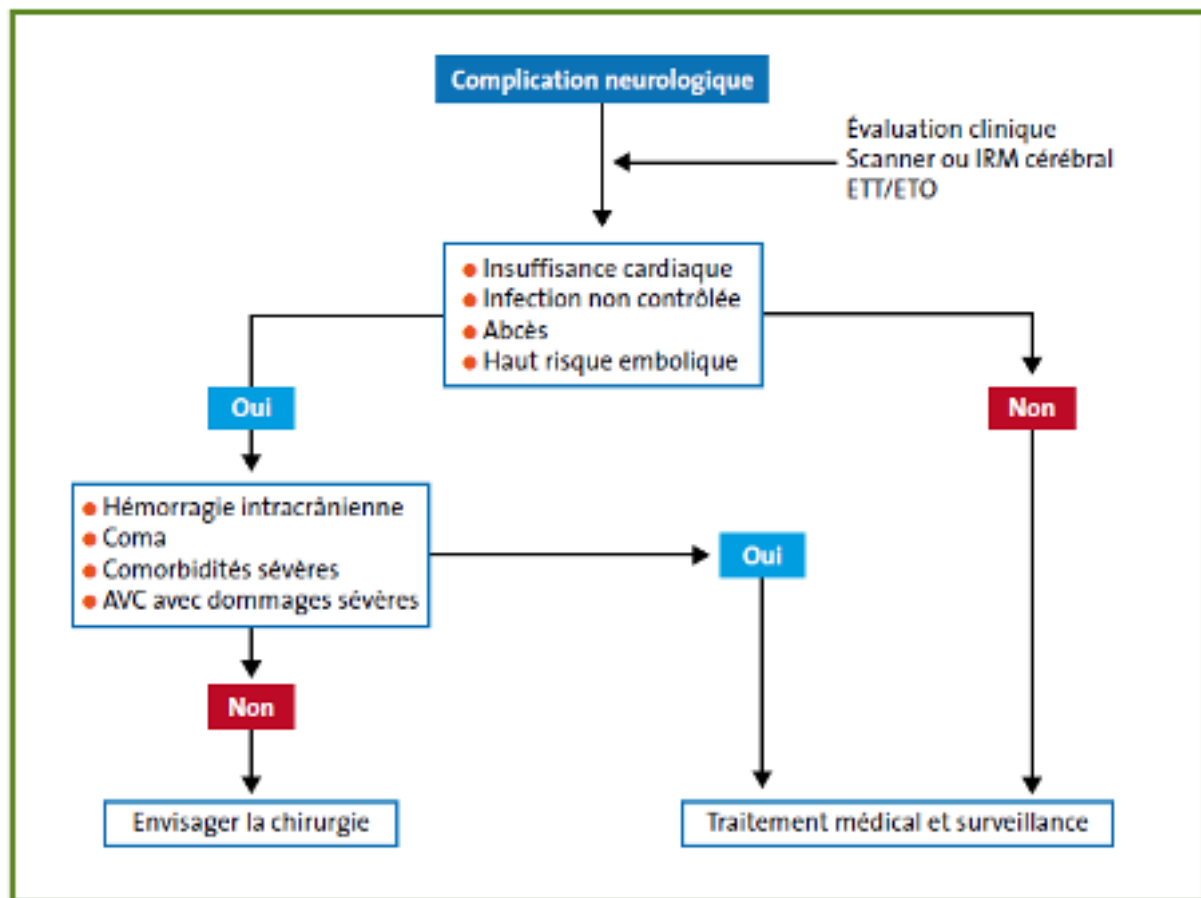 Complication neurologique
Évaluation clinique
Scanner ou IRM cérébral
ETT/ETO
● Insuffisance cardiaque
● Infection non contrôlée
● Abcès
● Haut risque embolique
Oui
Non
● Hémorragie intracrânienne
● Coma
● Comorbidités sévères
● AVC avec dommages sévères
Oui
Non
Envisager la chirurgie
Traitement médical et surveillance